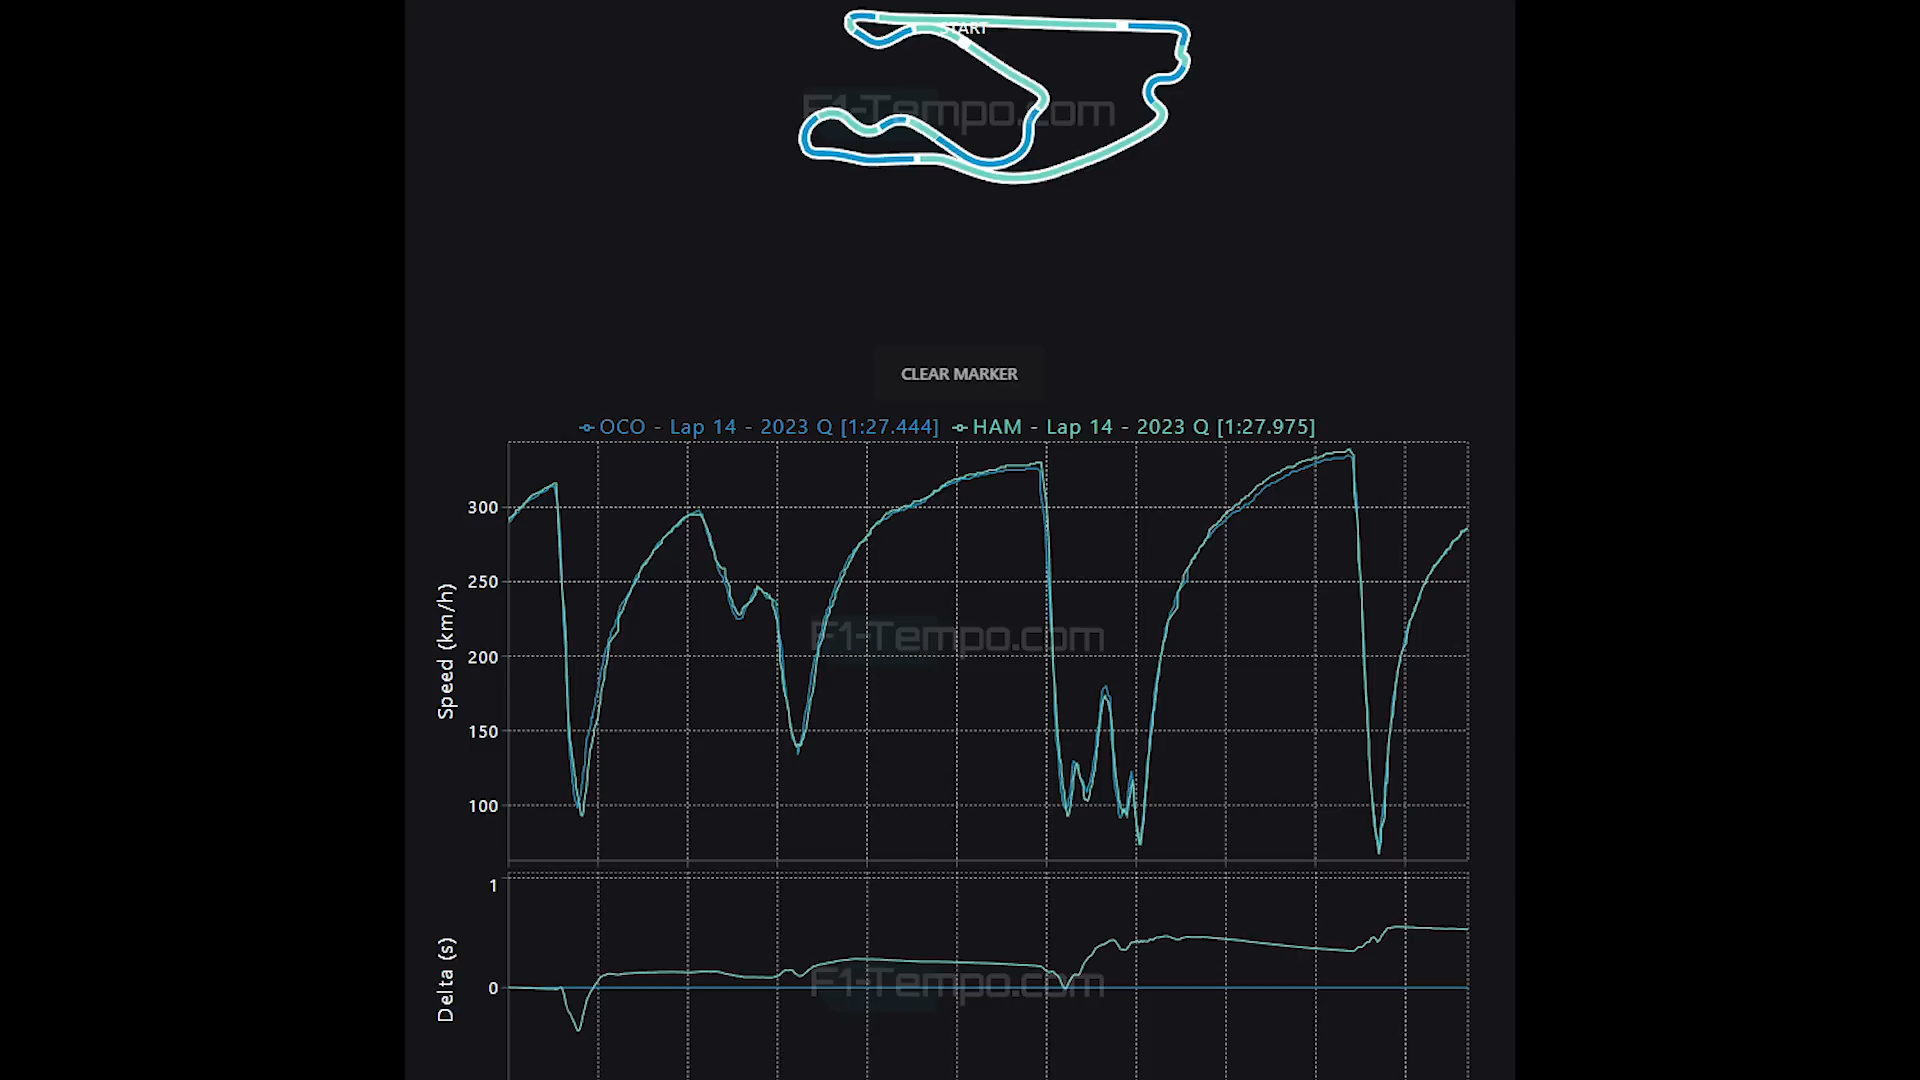 START
F1-Tempo.com
CLEAR MARKER
OCO - Lap 14 - 2023 Q [1:27.444] HAM - Lap 14 - 2023 Q [1:27.975]
Speed (km/h)
300
250
200
150
100
F1-Tempo.com
Delta (s)
1
0
F1-Tempo.com